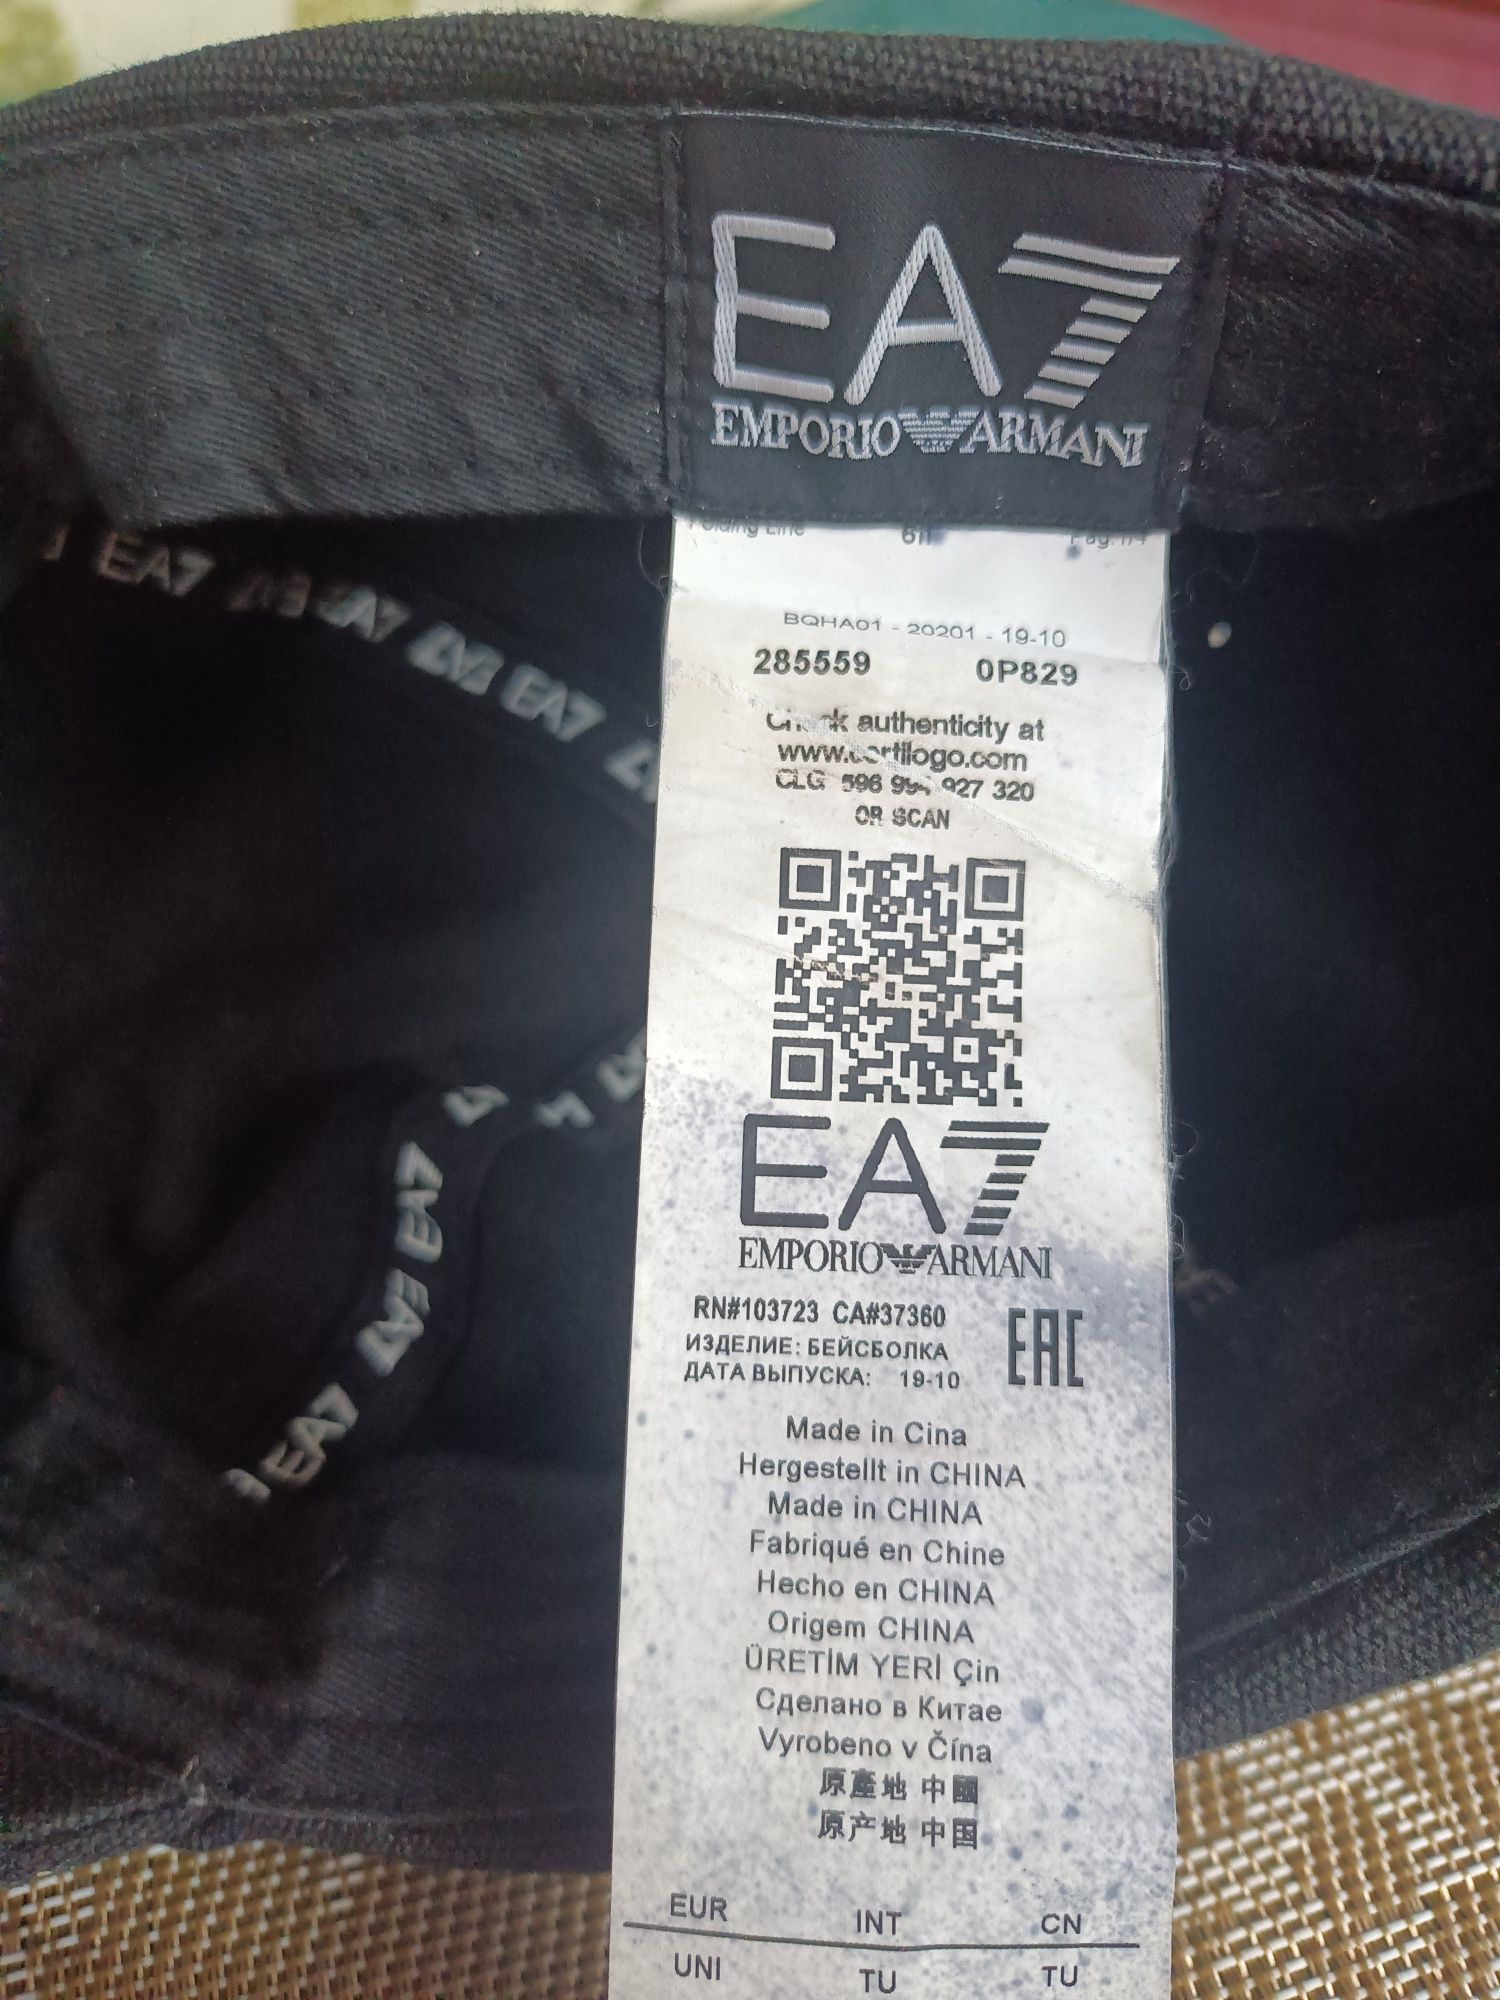 EA7
EMPORIO ARMANI
Folding Line
BQHA01 - 20201 - 19-10
285559 0P829
Check authenticity at
www.certilogo.com
CLG 596 994 927 320
OR SCAN
EA7
EMPORIO ARMANI
RN#103723 CA#37360
EAC
ИЗДЕЛИЕ: БЕЙСБОЛКА
ДАТА ВЫПУСКА: 19-10
Made in Cina
Hergestellt in CHINA
Made in CHINA
Fabriqué en Chine
Hecho en CHINA
Origem CHINA
ÜRETİM YERİ Çin
Сделано в Китае
Vyrobeno v Čína
原產地 中國
原产地 中国
EUR INT CN
UNI TU TU
EA7 EA7 EA7 EA7 EA7
EA7
EA7
EA7
EA7